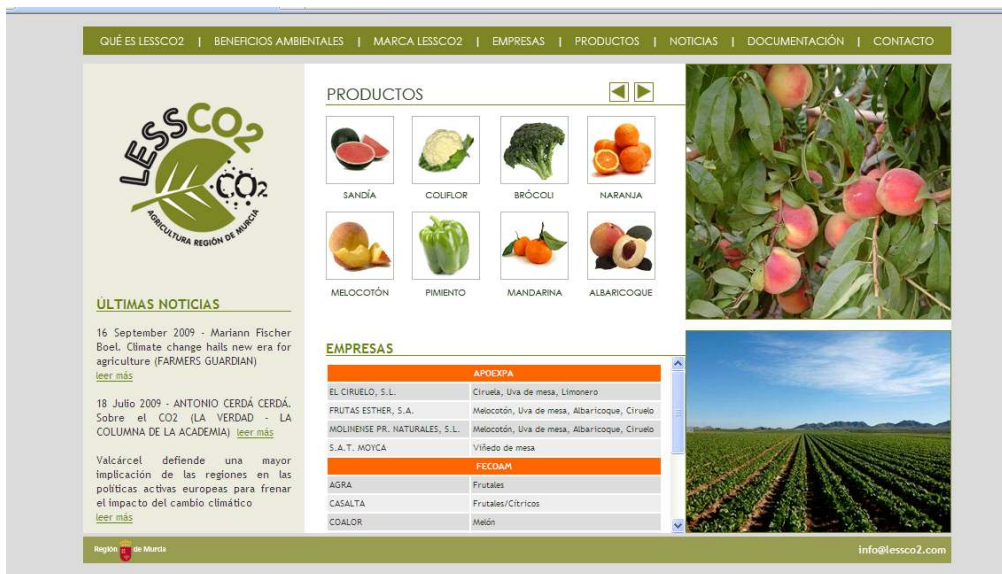 QUÉ ES LESSCO2 | BENEFICIOS AMBIENTALES | MARCA LESSCO2 | EMPRESAS | PRODUCTOS | NOTICIAS | DOCUMENTACIÓN | CONTACTO
LESSCO2
CO2
AGRICULTURA REGIÓN DE MURCIA
ÚLTIMAS NOTICIAS
16 September 2009 - Mariann Fischer
Boel. Climate change hails new era for
agriculture (FARMERS GUARDIAN)
leer más
18 Julio 2009 - ANTONIO CERDÁ CERDÁ.
Sobre el CO2 (LA VERDAD - LA
COLUMNA DE LA ACADEMIA) leer más
Valcárcel defiende una mayor
implicación de las regiones en las
políticas activas europeas para frenar
el impacto del cambio climático
leer más
PRODUCTOS
SANDÍA COLIFLOR BRÓCOLI NARANJA
MELOCOTÓN PIMIENTO MANDARINA ALBARICOQUE
EMPRESAS
APOEXPA
EL CIRUELO, S.L. Ciruela, Uva de mesa, Limonero
FRUTAS ESTHER, S.A. Melocotón, Uva de mesa, Albaricoque, Ciruelo
MOLINENSE PR. NATURALES, S.L. Melocotón, Uva de mesa, Albaricoque, Ciruelo
S.A.T. MOYCA Viñedo de mesa
FECOAM
AGRA Frutales
CASALTA Frutales/Cítricos
COALOR Melón
Región de Murcia
info@lessco2.com